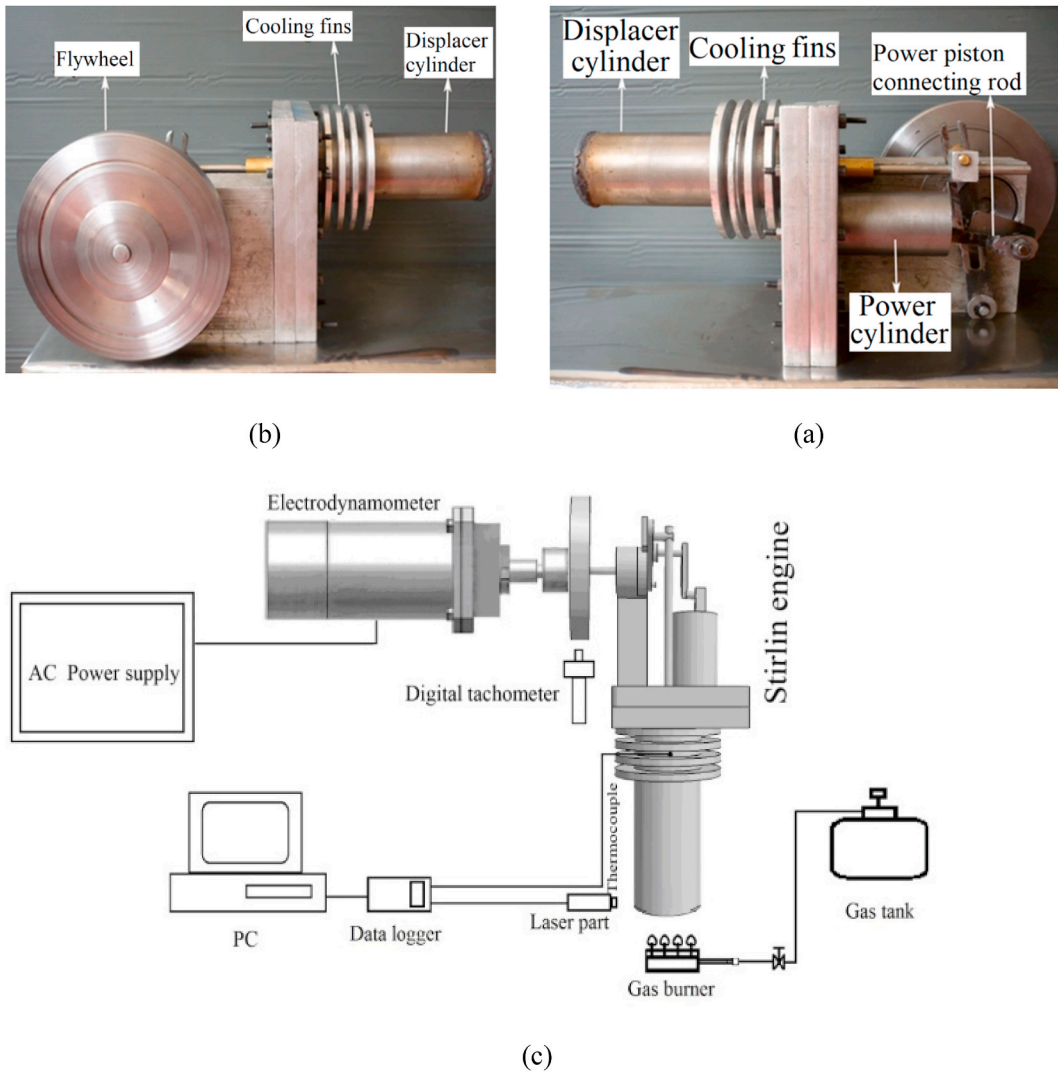 Cooling fins
Displacer
cylinder
Flywheel
Displacer
cylinder
Cooling fins
Power piston
connecting rod
Power
cylinder
(b)
(a)
Electrodynamometer
AC Power supply
Digital tachometer
Stirlin engine
Thermocouple
PC
Data logger
Laser part
Gas burner
Gas tank
(c)